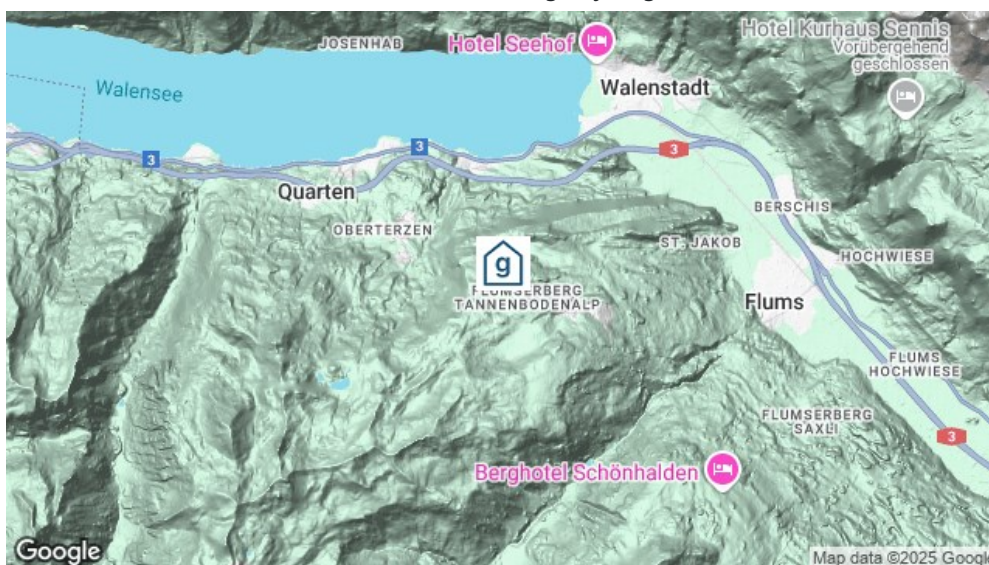 Hotel Kurhaus Sennis
Vorübergehend
geschlossen
JOSENHAB
Hotel Seehof
Walensee
Walenstadt
3
3
3
Quarten
BERSCHIS
OBERTERZEN
ST. JAKOB
HOCHWIESE
g
FLUMSERBERG
TANNENBODENALP
Flums
FLUMS
HOCHWIESE
FLUMSERBERG
SAXLI
3
Berghotel Schönhalden
Google
Map data ©2025 Google